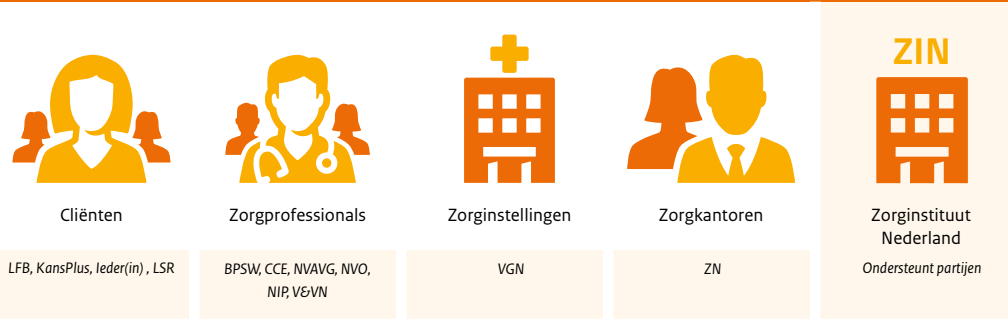 ZIN
Cliënten
Zorgprofessionals
Zorginstellingen
Zorgkantoren
Zorginstituut
Nederland
LFB, KansPlus, Ieder(in) , LSR
BPSW, CCE, NVAVG, NVO,
NIP, V&VN
VGN
ZN
Ondersteunt partijen